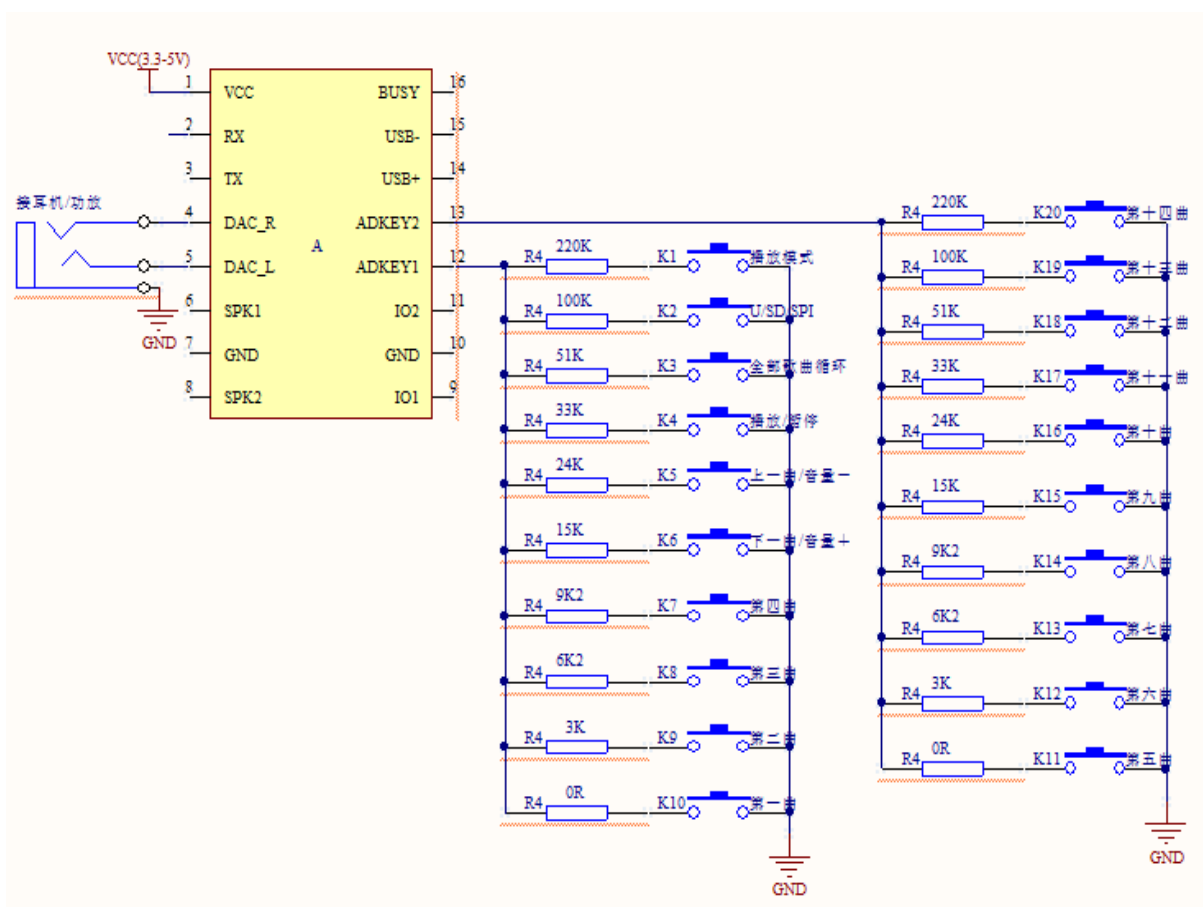 VCC(3.3-5V)
1 VCC BUSY 16
2 RX USB- 15
3 TX USB+ 14
接耳机/功放
4 DAC_R ADKEY2 13
A
5 DAC_L ADKEY1 12
6 SPK1 IO2 11
GND
7 GND GND 10
8 SPK2 IO1 9
R4 220K K1 播放模式
R4 100K K2 U/SD/SPI
R4 51K K3 全部歌曲循环
R4 33K K4 播放/暂停
R4 24K K5 上一曲/音量－
R4 15K K6 下一曲/音量＋
R4 9K2 K7 第四曲
R4 6K2 K8 第三曲
R4 3K K9 第二曲
R4 0R K10 第一曲
GND
R4 220K K20 第十四曲
R4 100K K19 第十三曲
R4 51K K18 第十二曲
R4 33K K17 第十一曲
R4 24K K16 第十曲
R4 15K K15 第九曲
R4 9K2 K14 第八曲
R4 6K2 K13 第七曲
R4 3K K12 第六曲
R4 0R K11 第五曲
GND